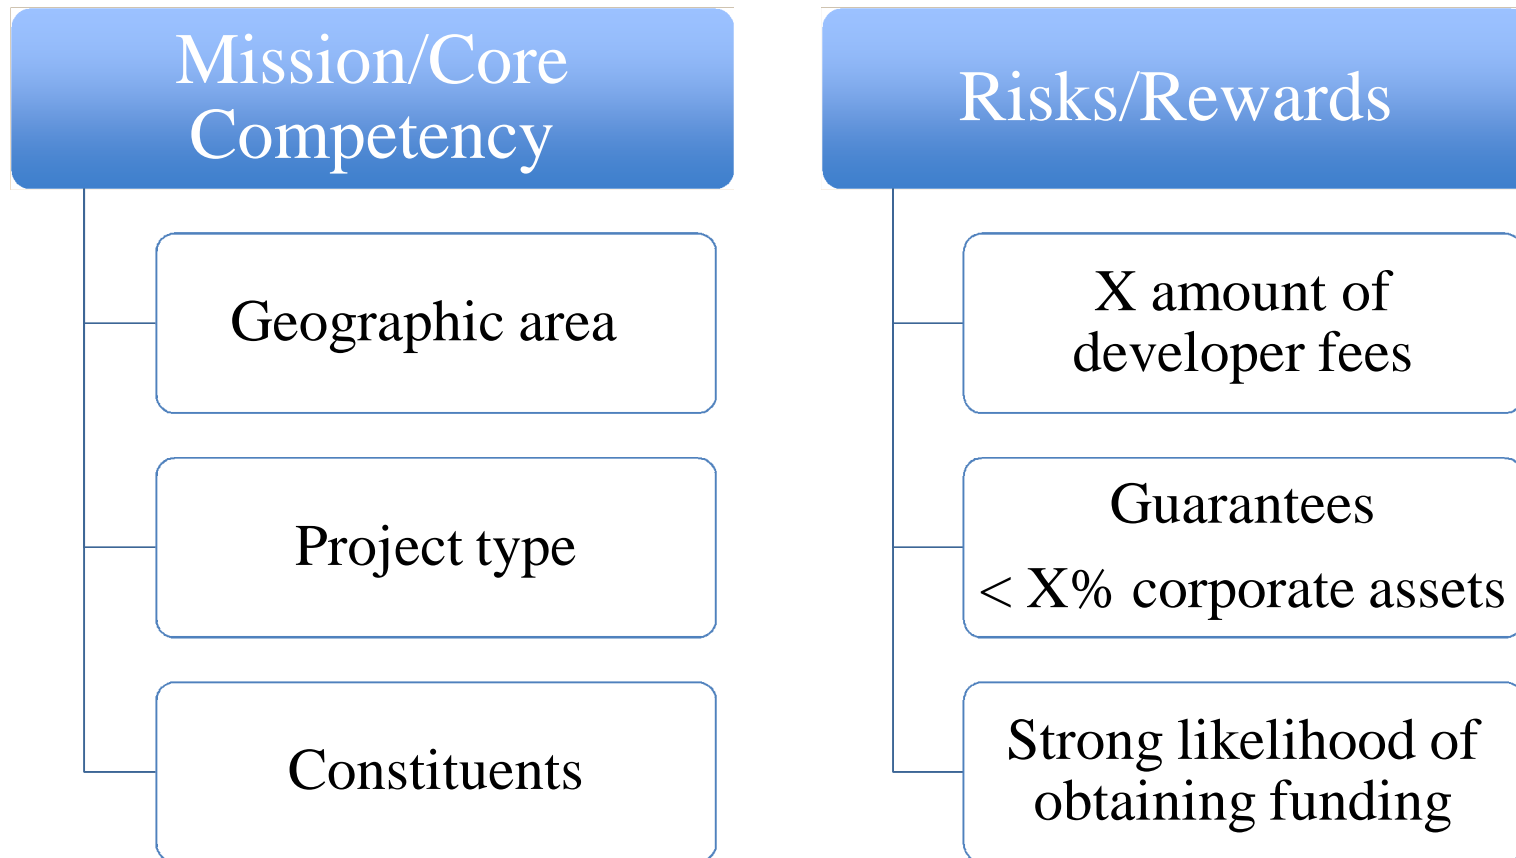 Mission/Core
Competency
Geographic area
Project type
Constituents
Risks/Rewards
X amount of
developer fees
Guarantees
< X% corporate assets
Strong likelihood of
obtaining funding